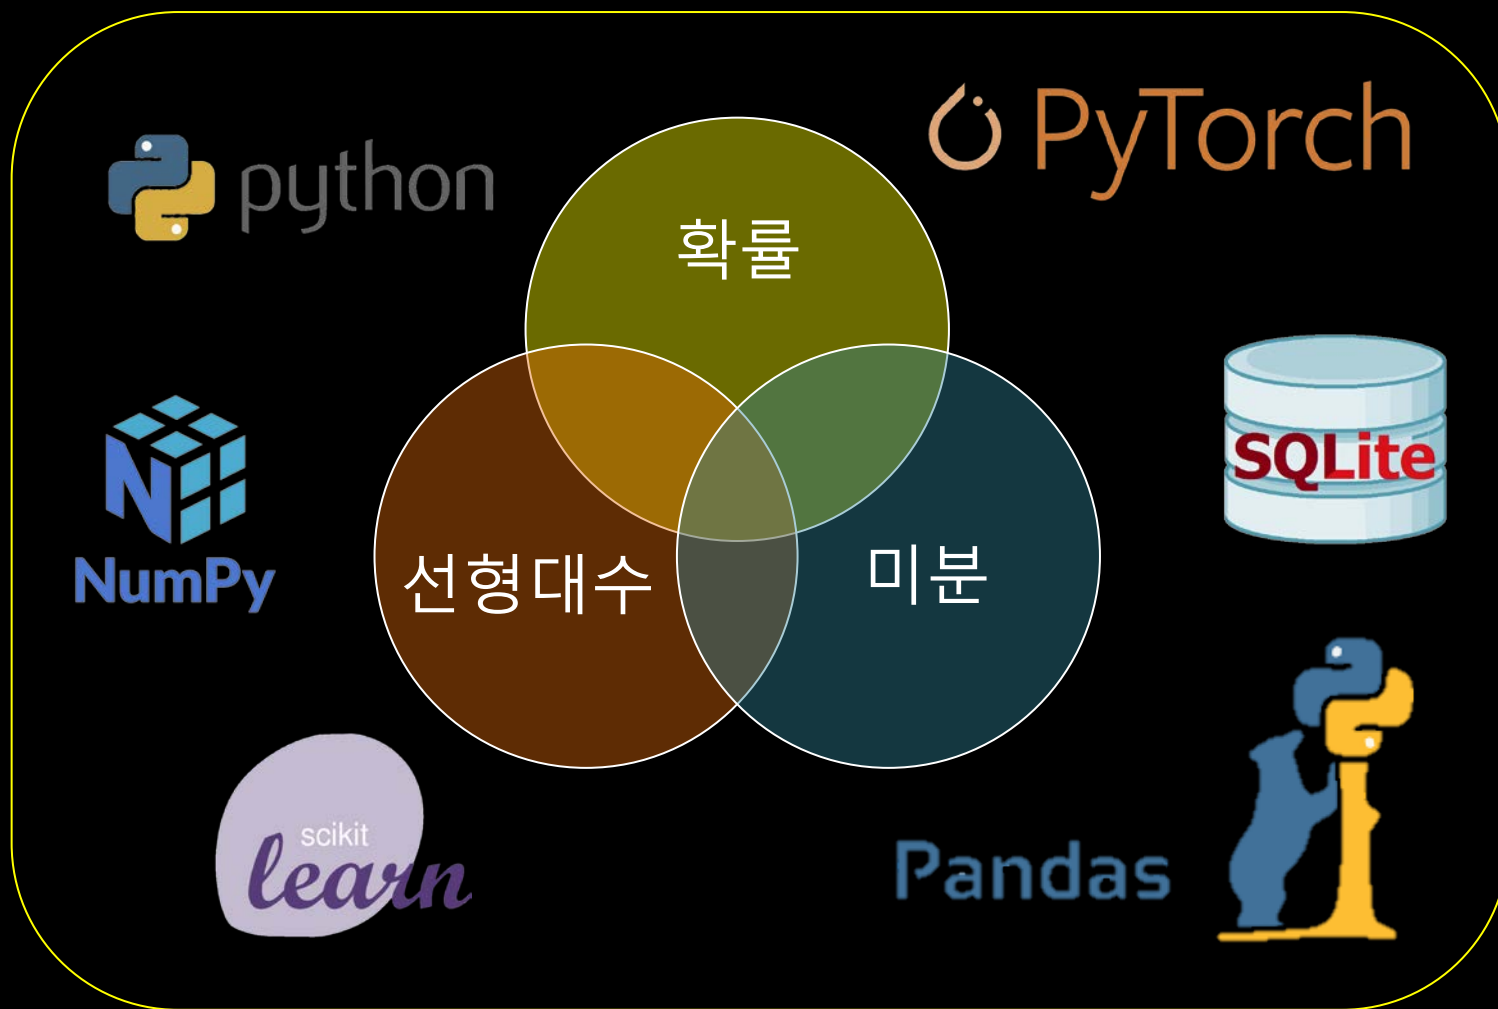 PyTorch
python
확률
SQLite
NumPy
선형대수
미분
scikit
learn
Pandas